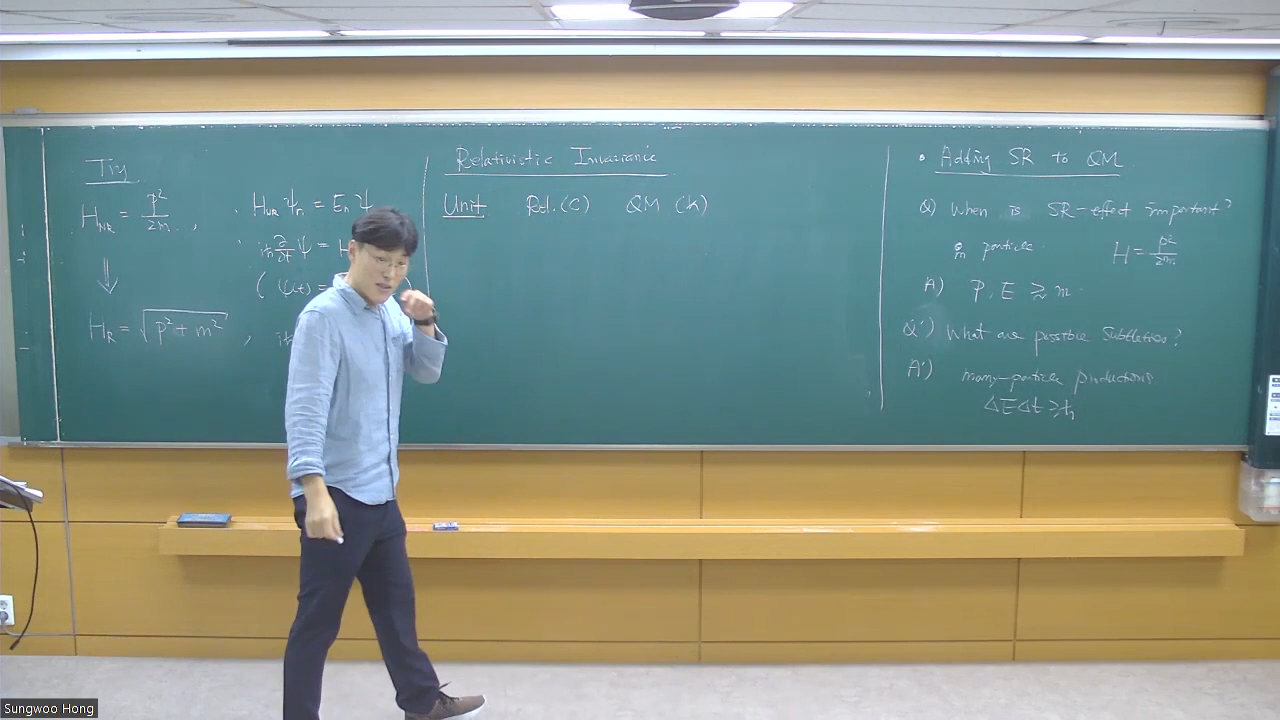 Try
H_NR = p²/2m ,
⇓
H_R = √(p² + m²) ,
· H_NR ψ_n = E_n ψ
· iħ ∂/∂t ψ = H
( ψ(t) =
Relativistic Invariance
Unit Rel. (c) QM (ħ)
• Adding SR to QM
Q) When is SR-effect important?
m particle. H = p²/2m
A) P, E ≳ m.
Q') What are possible subtleties?
A') many-particle productions
ΔEΔt ≥ ħ
Sungwoo Hong